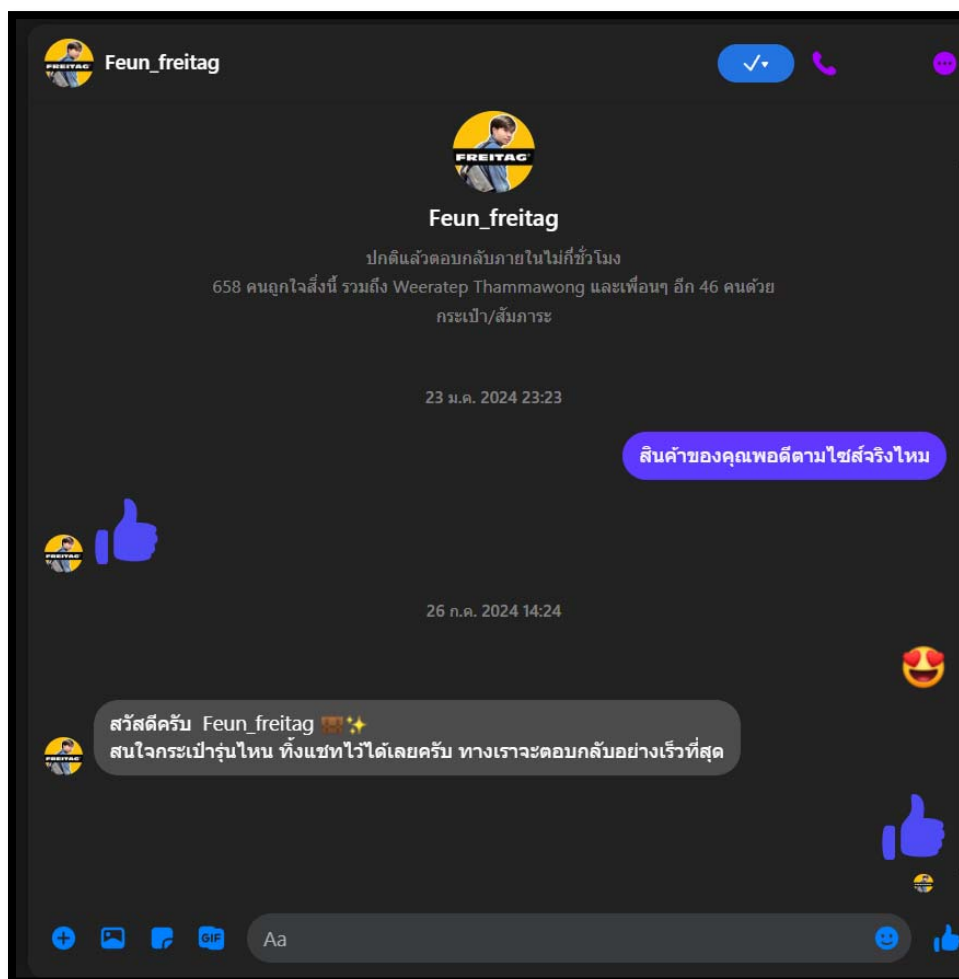 Feun_freitag
FREITAG
FREITAG
Feun_freitag
ปกติแล้วตอบกลับภายในไม่กี่ชั่วโมง
658 คนถูกใจสิ่งนี้ รวมถึง Weeratep Thammawong และเพื่อนๆ อีก 46 คนด้วย
กระเป๋า/สัมภาระ
23 ม.ค. 2024 23:23
สินค้าของคุณพอดีตามไซส์จริงไหม
FREITAG
26 ก.ค. 2024 14:24
สวัสดีครับ Feun_freitag
สนใจกระเป๋ารุ่นไหน ทิ้งแชทไว้ได้เลยครับ ทางเราจะตอบกลับอย่างเร็วที่สุด
FREITAG
GIF
Aa